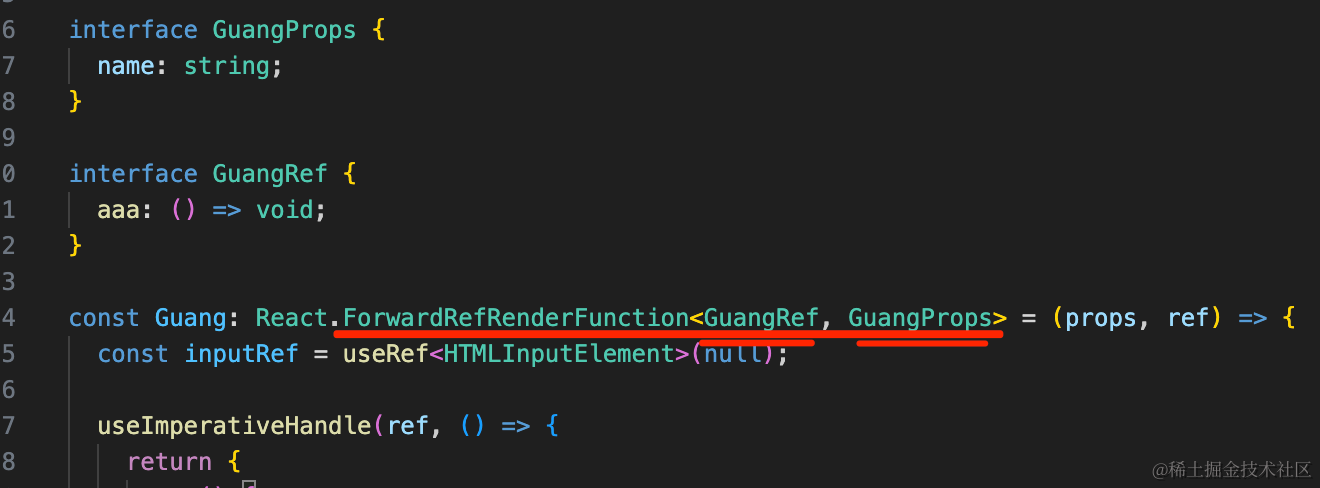 6 interface GuangProps {
7 name: string;
8 }
9
0 interface GuangRef {
1 aaa: () => void;
2 }
3
4 const Guang: React.ForwardRefRenderFunction<GuangRef, GuangProps> = (props, ref) => {
5 const inputRef = useRef<HTMLInputElement>(null);
6
7 useImperativeHandle(ref, () => {
8 return {
@稀土掘金技术社区